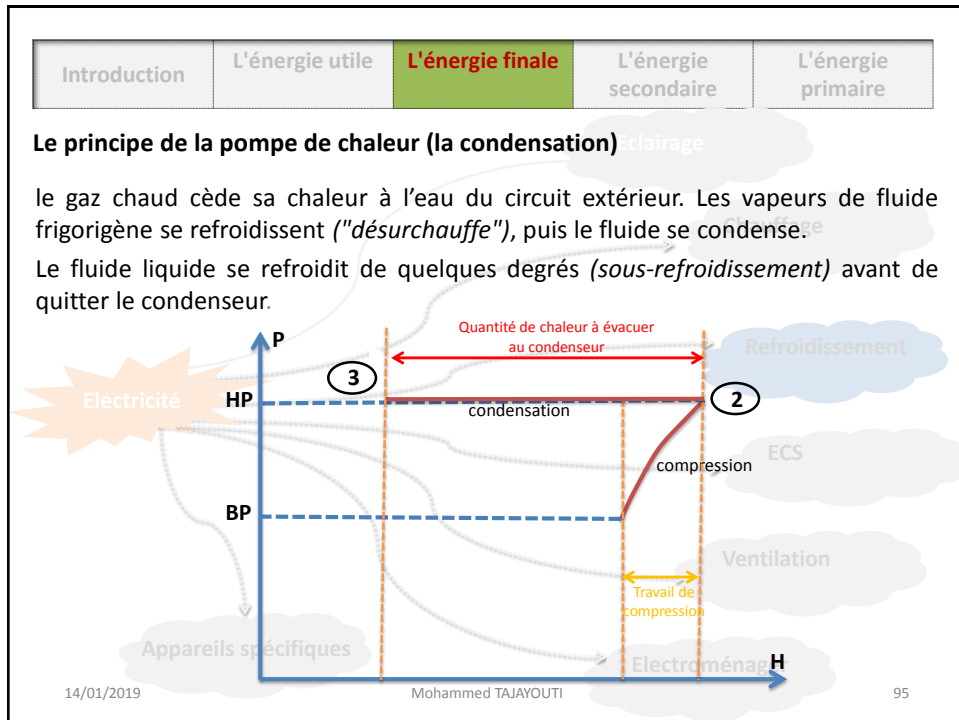 Introduction
L'énergie utile
L'énergie finale
L'énergie
secondaire
L'énergie
primaire
Le principe de la pompe de chaleur (la condensation)
Eclairage
le gaz chaud cède sa chaleur à l’eau du circuit extérieur. Les vapeurs de fluide
frigorigène se refroidissent ("désurchauffe"), puis le fluide se condense.
Chauffage
Le fluide liquide se refroidit de quelques degrés (sous-refroidissement) avant de
quitter le condenseur.
Quantité de chaleur à évacuer
au condenseur
P
Refroidissement
3
Electricité
HP
2
condensation
ECS
compression
BP
Ventilation
Travail de
compression
Appareils spécifiques
Electroménager
H
14/01/2019
Mohammed TAJAYOUTI
95